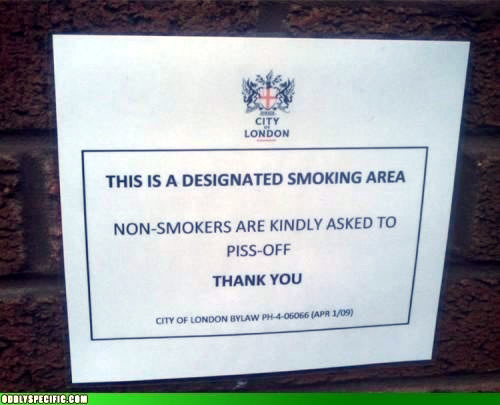 CITY
LONDON
THIS IS A DESIGNATED SMOKING AREA
NON-SMOKERS ARE KINDLY ASKED TO
PISS-OFF
THANK YOU
CITY OF LONDON BYLAW PH-4-06066 (APR 1/09)
ODDLYSPECIFIC.COM